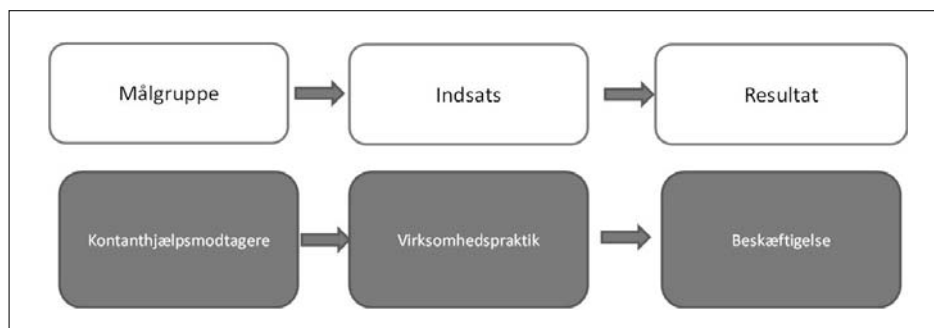 Målgruppe
Indsats
Resultat
Kontanthjælpsmodtagere
Virksomhedspraktik
Beskæftigelse